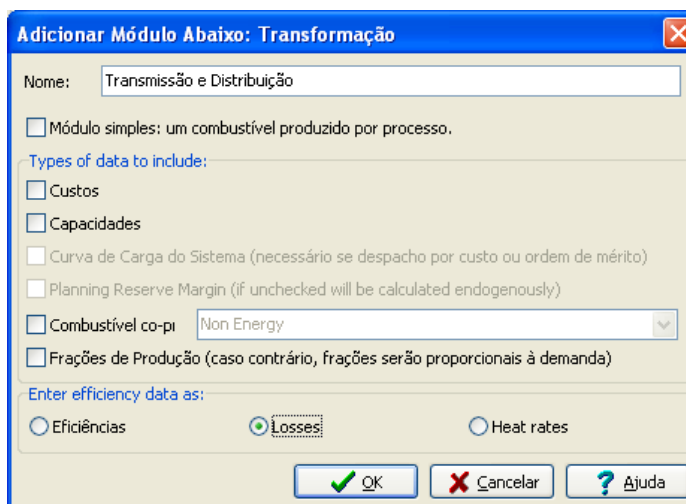 Adicionar Módulo Abaixo: Transformação
Nome: Transmissão e Distribuição
Módulo simples: um combustível produzido por processo.
Types of data to include:
Custos
Capacidades
Curva de Carga do Sistema (necessário se despacho por custo ou ordem de mérito)
Planning Reserve Margin (if unchecked will be calculated endogenously)
Combustível co-pi Non Energy
Frações de Produção (caso contrário, frações serão proporcionais à demanda)
Enter efficiency data as:
Eficiências Losses Heat rates
OK Cancelar ? Ajuda